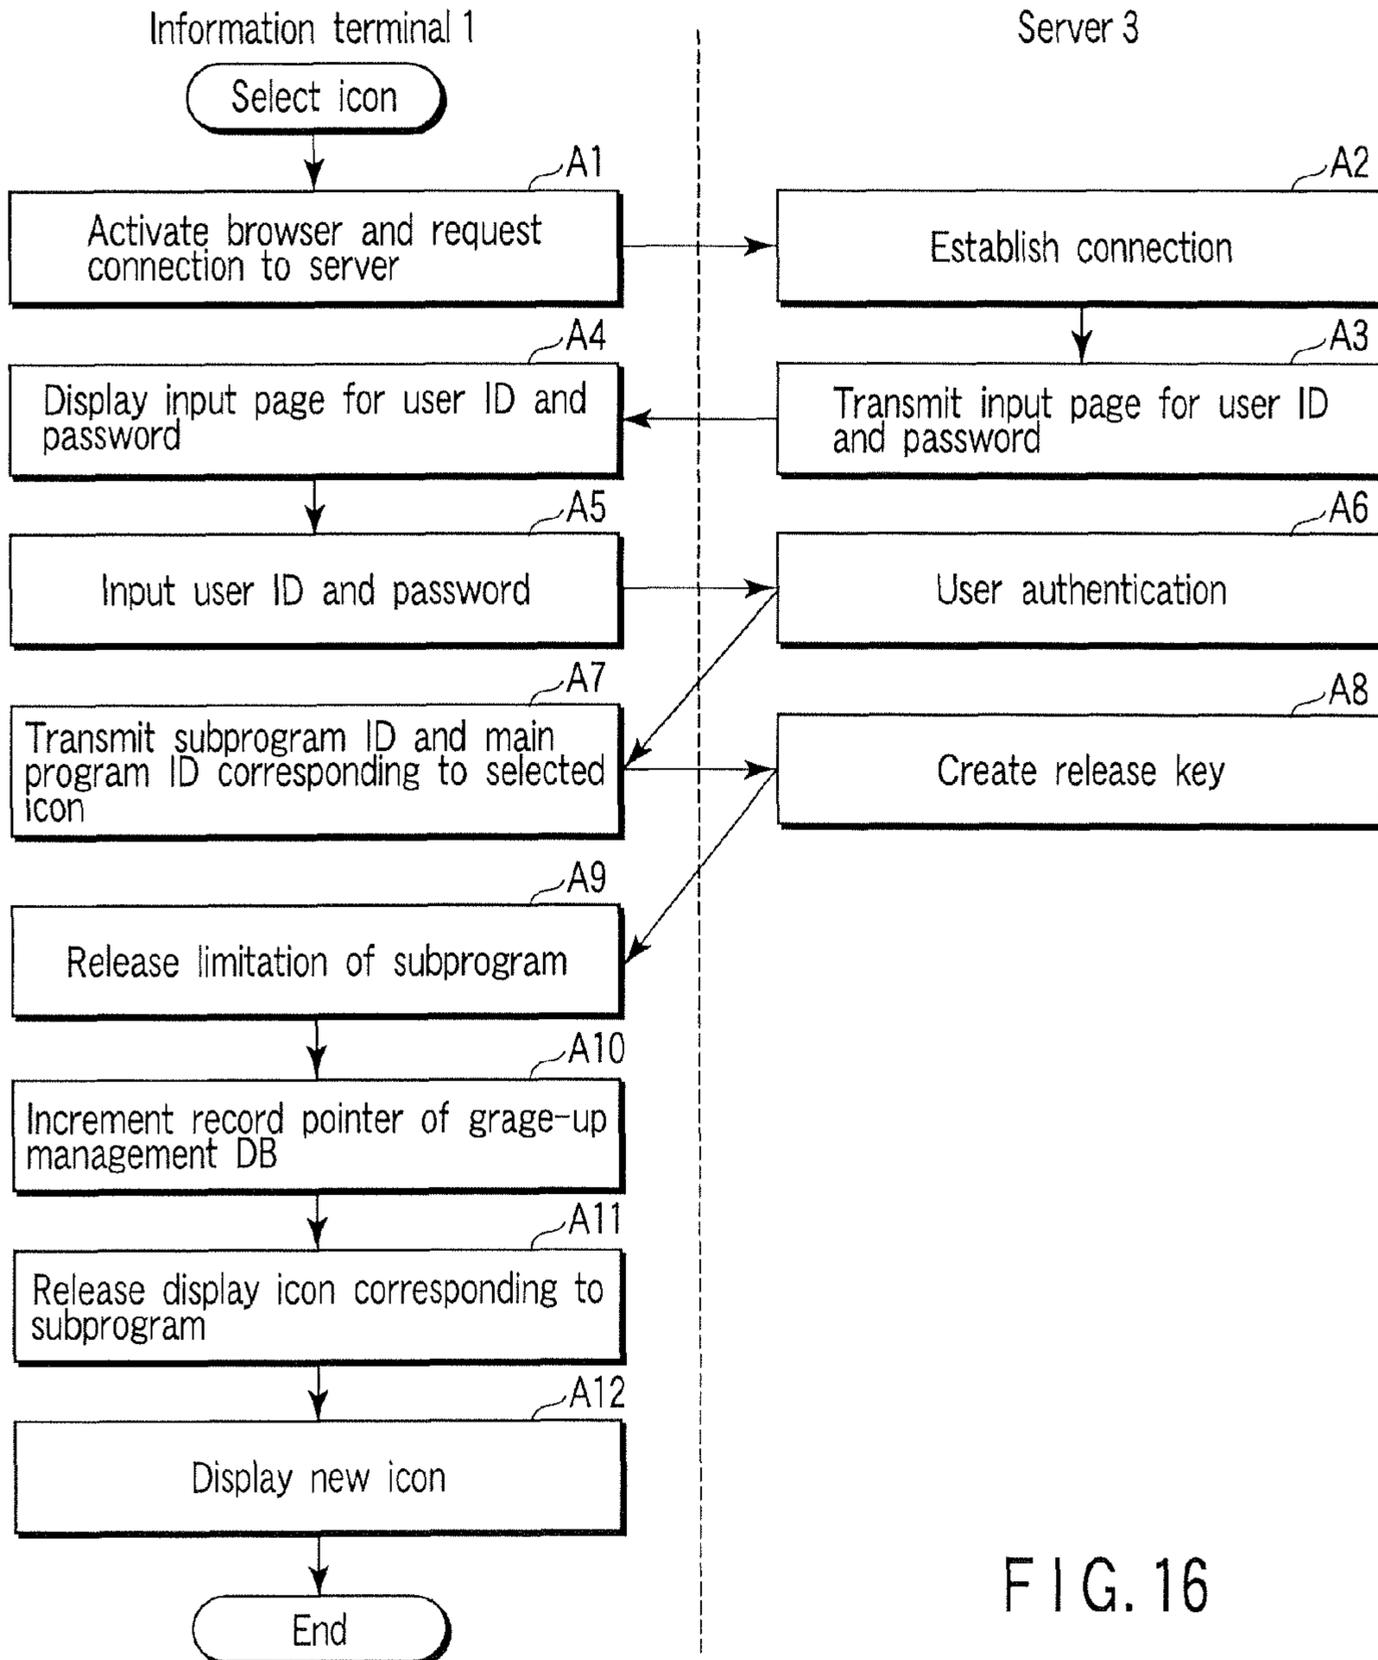 Information terminal 1
Server 3
Select icon
A1
Activate browser and request
connection to server
A2
Establish connection
A4
Display input page for user ID and
password
A3
Transmit input page for user ID
and password
A5
Input user ID and password
A6
User authentication
A7
Transmit subprogram ID and main
program ID corresponding to selected
icon
A8
Create release key
A9
Release limitation of subprogram
A10
Increment record pointer of grage-up
management DB
A11
Release display icon corresponding to
subprogram
A12
Display new icon
End
FIG. 16